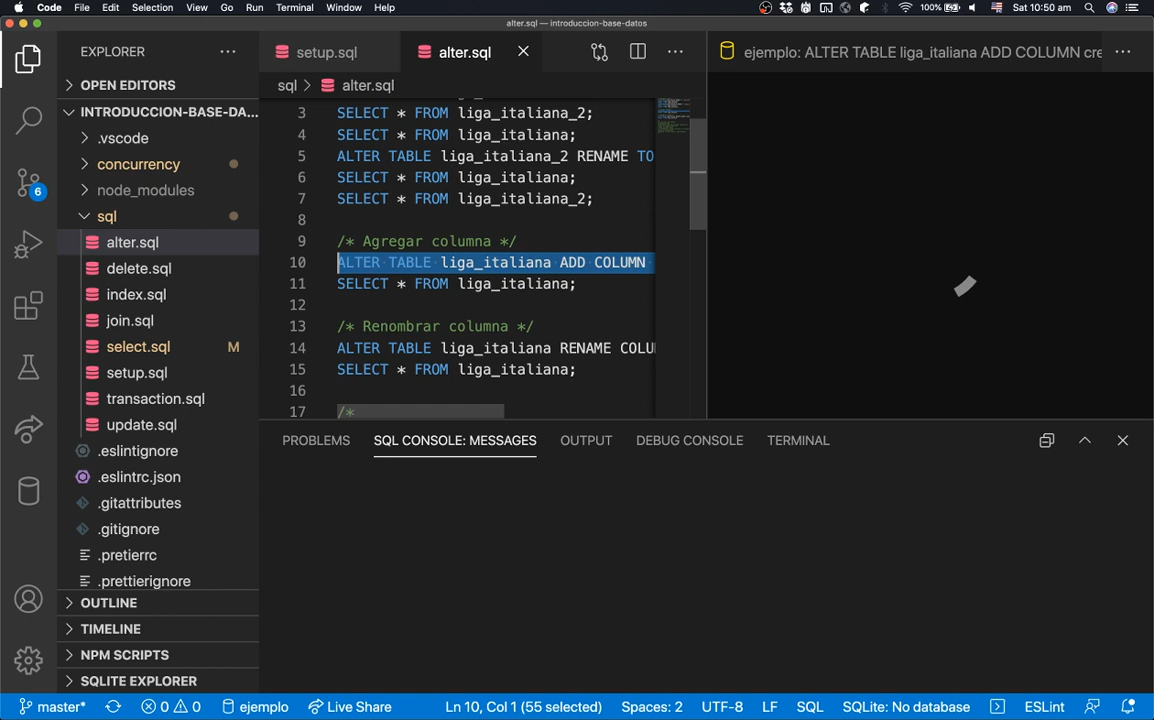 Code File Edit Selection View Go Run Terminal Window Help
100% Sat 10:50 am
alter.sql — introduccion-base-datos
EXPLORER
OPEN EDITORS
INTRODUCCION-BASE-DA...
.vscode
concurrency
node_modules
sql
alter.sql
delete.sql
index.sql
join.sql
select.sql M
setup.sql
transaction.sql
update.sql
.eslintignore
.eslintrc.json
.gitattributes
.gitignore
.pretierrc
.prettierignore
OUTLINE
TIMELINE
NPM SCRIPTS
SQLITE EXPLORER
6
setup.sql
alter.sql
sql > alter.sql
3 SELECT * FROM liga_italiana_2;
4 SELECT * FROM liga_italiana;
5 ALTER TABLE liga_italiana_2 RENAME TO
6 SELECT * FROM liga_italiana;
7 SELECT * FROM liga_italiana_2;
8
9 /* Agregar columna */
10 ALTER TABLE liga_italiana ADD COLUMN
11 SELECT * FROM liga_italiana;
12
13 /* Renombrar columna */
14 ALTER TABLE liga_italiana RENAME COLU
15 SELECT * FROM liga_italiana;
16
17 /*
ejemplo: ALTER TABLE liga_italiana ADD COLUMN cre
PROBLEMS SQL CONSOLE: MESSAGES OUTPUT DEBUG CONSOLE TERMINAL
master* 0 0 ejemplo Live Share Ln 10, Col 1 (55 selected) Spaces: 2 UTF-8 LF SQL SQLite: No database ESLint